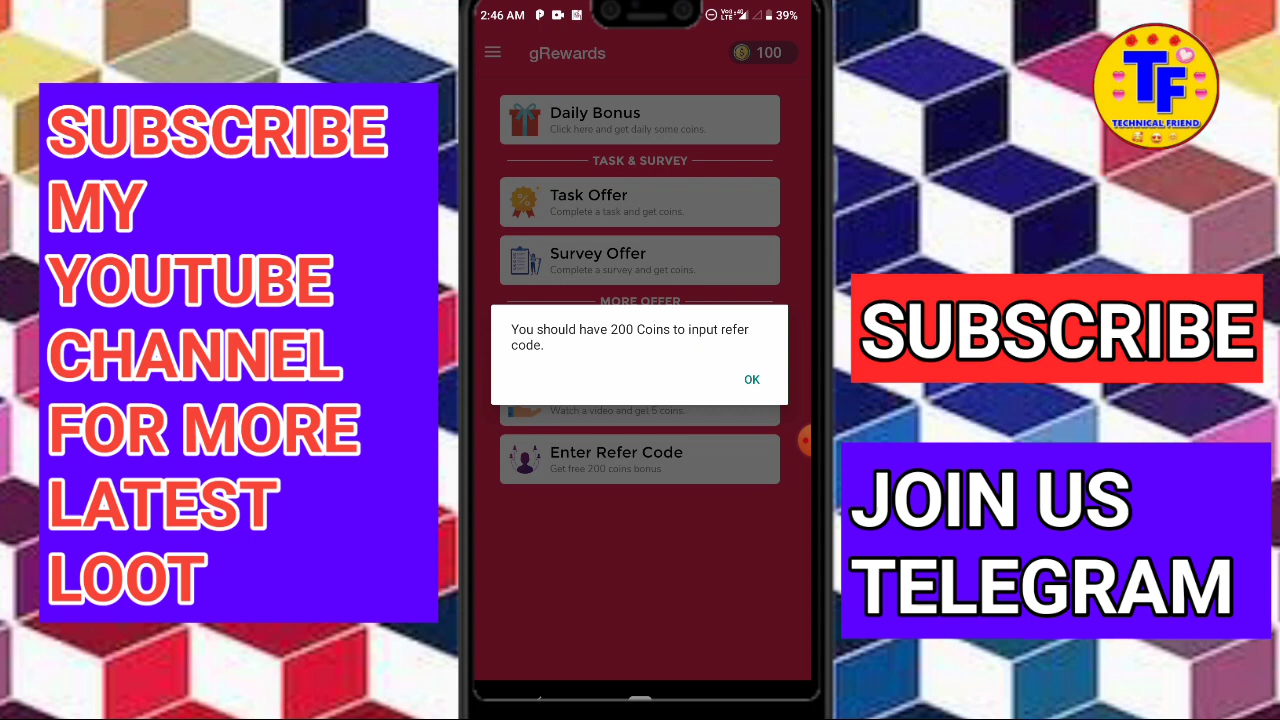 SUBSCRIBE
MY
YOUTUBE
CHANNEL
FOR MORE
LATEST
LOOT
2:46 AM
Vo))
LTE
4G
39%
gRewards
100
Daily Bonus
Click here and get daily some coins.
TASK & SURVEY
Task Offer
Complete a task and get coins.
Survey Offer
Complete a survey and get coins.
MORE OFFER
You should have 200 Coins to input refer
code.
OK
Watch a video and get 5 coins.
Enter Refer Code
Get free 200 coins bonus
TF
TECHNICAL FRIEND
SUBSCRIBE
JOIN US
TELEGRAM